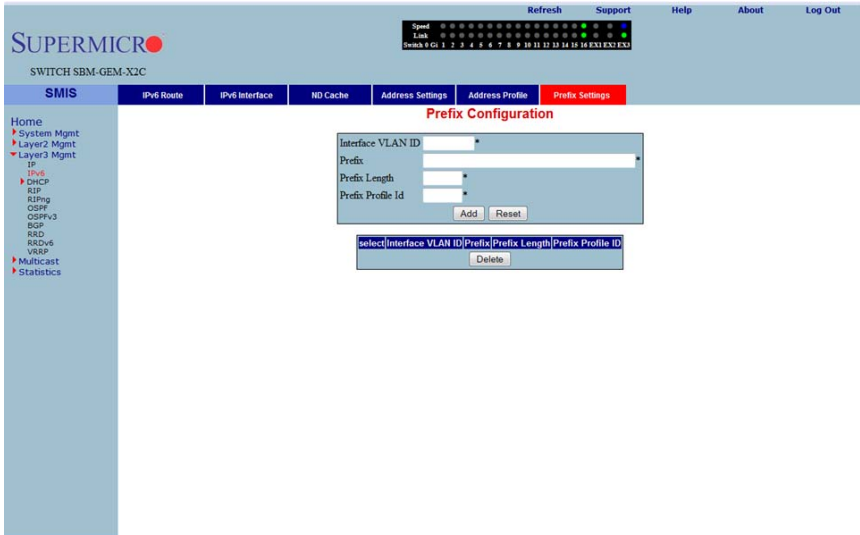 Refresh Support Help About Log Out
SUPERMICRO
Speed
Link
Switch 0 Gi 1 2 3 4 5 6 7 8 9 10 11 12 13 14 15 16 EX1 EX2 EX3
SWITCH SBM-GEM-X2C
SMIS
IPv6 Route IPv6 Interface ND Cache Address Settings Address Profile Prefix Settings
Home
System Mgmt
Layer2 Mgmt
Layer3 Mgmt
IP
IPv6
DHCP
RIP
RIPng
OSPF
OSPFv3
BGP
RRD
RRDv6
VRRP
Multicast
Statistics
Prefix Configuration
Interface VLAN ID *
Prefix *
Prefix Length *
Prefix Profile Id *
Add Reset
select Interface VLAN ID Prefix Prefix Length Prefix Profile ID
Delete